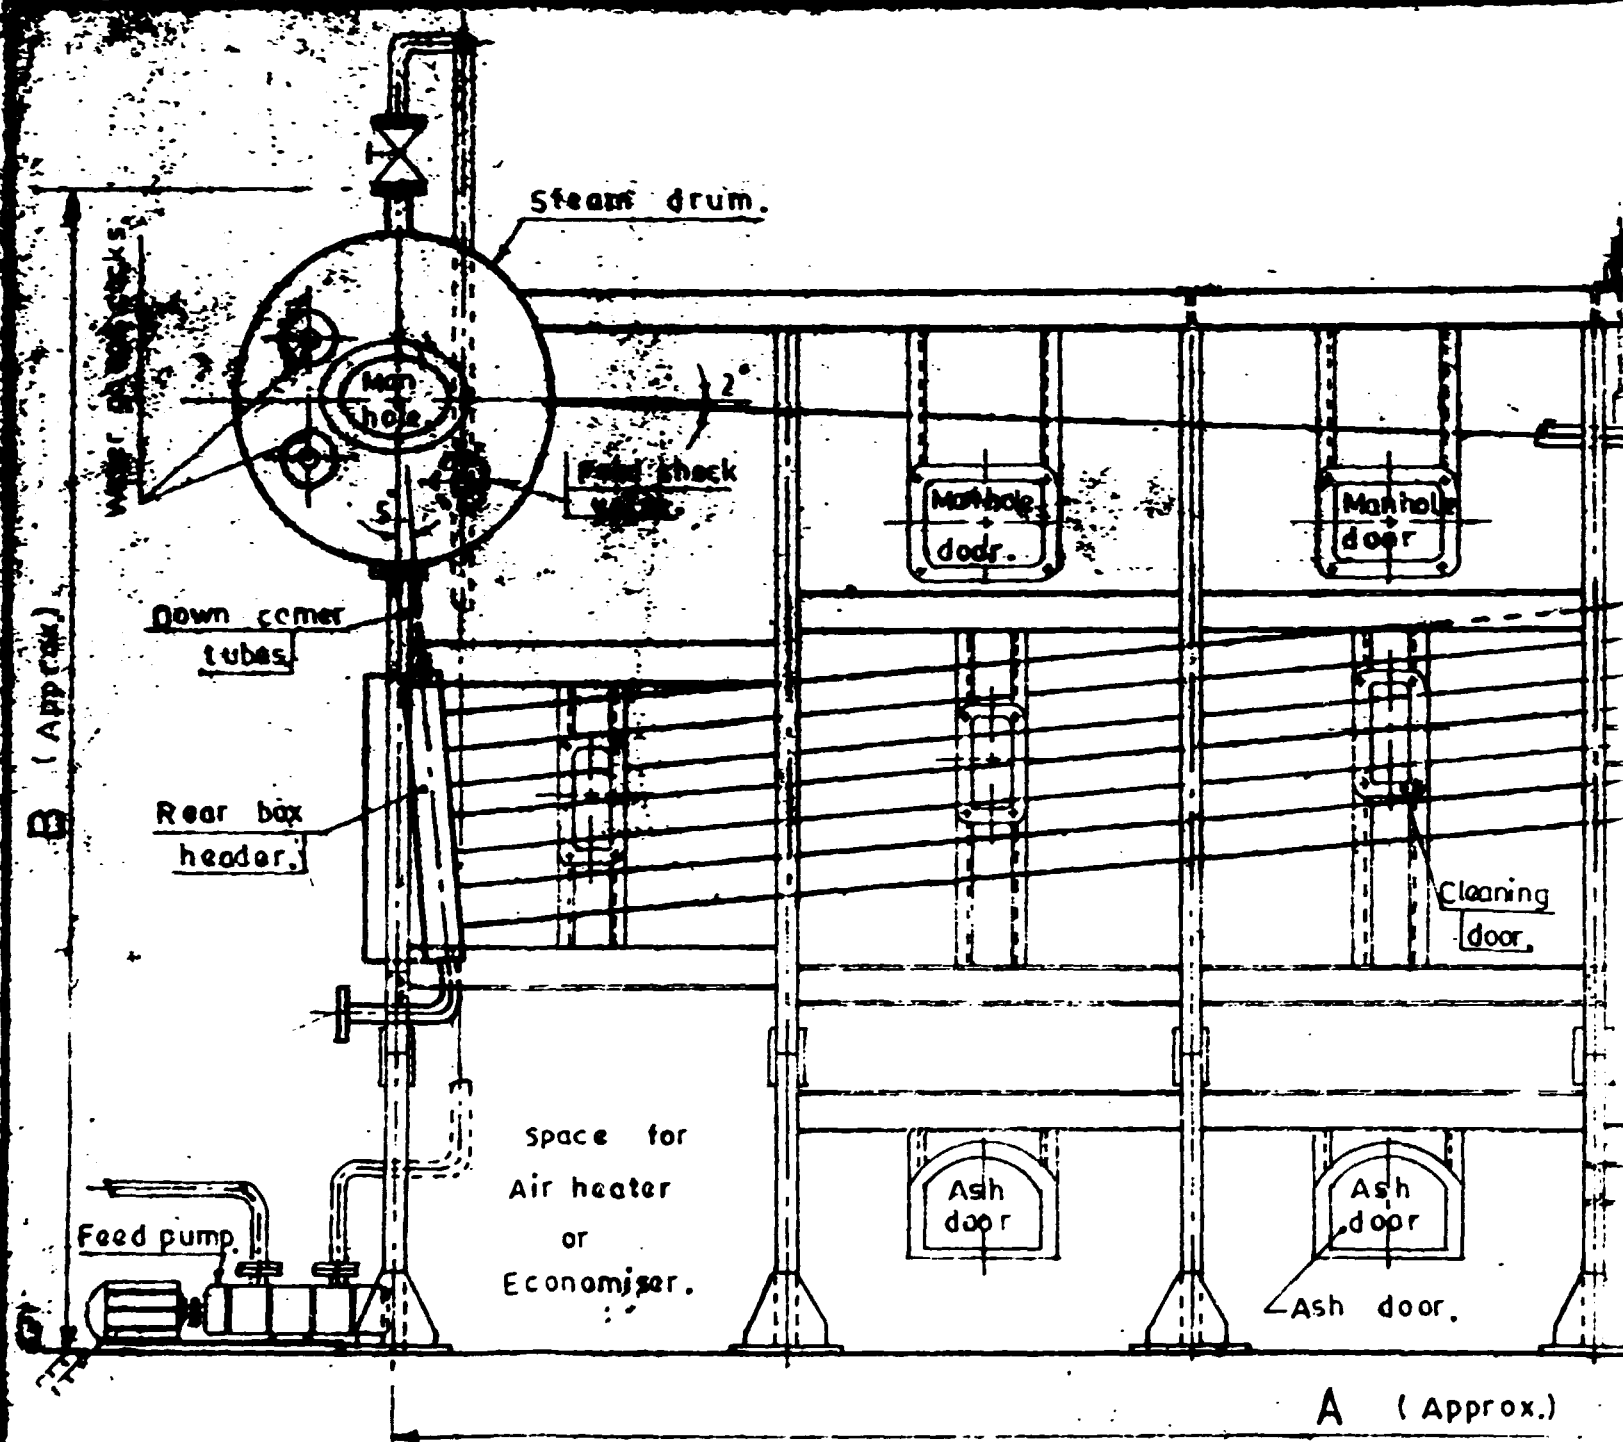 Steam drum.
2°
Man
hole.
Feed check
5°
Manhole
door.
Manhole
door
Down comer
tubes
B (Approx.)
Rear box
header.
Cleaning
door.
Space for
Air heater
or
Economiser.
Ash
door
Ash
door
Feed pump.
Ash door.
A (Approx.)